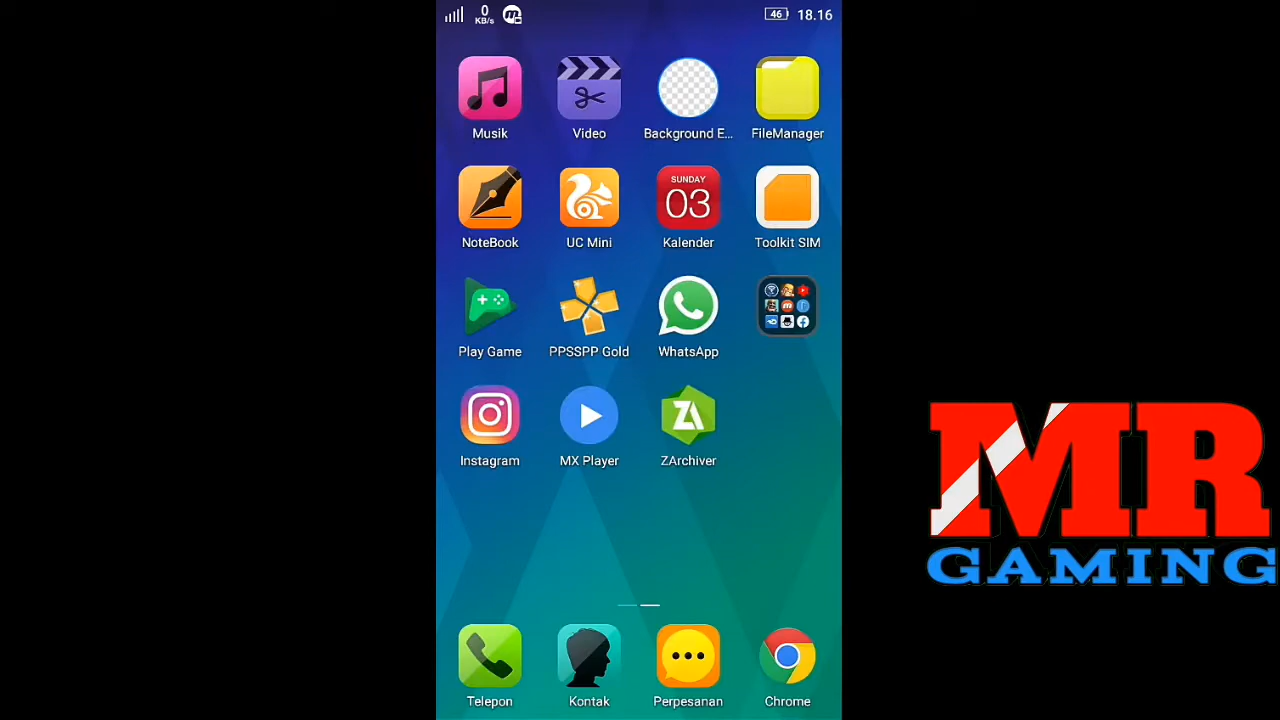 0
KB/s
46
18.16
Musik
Video
Background E...
FileManager
NoteBook
UC Mini
SUNDAY
03
Kalender
Toolkit SIM
Play Game
PPSSPP Gold
WhatsApp
Instagram
MX Player
ZA
ZArchiver
MR
GAMING
Telepon
Kontak
Perpesanan
Chrome